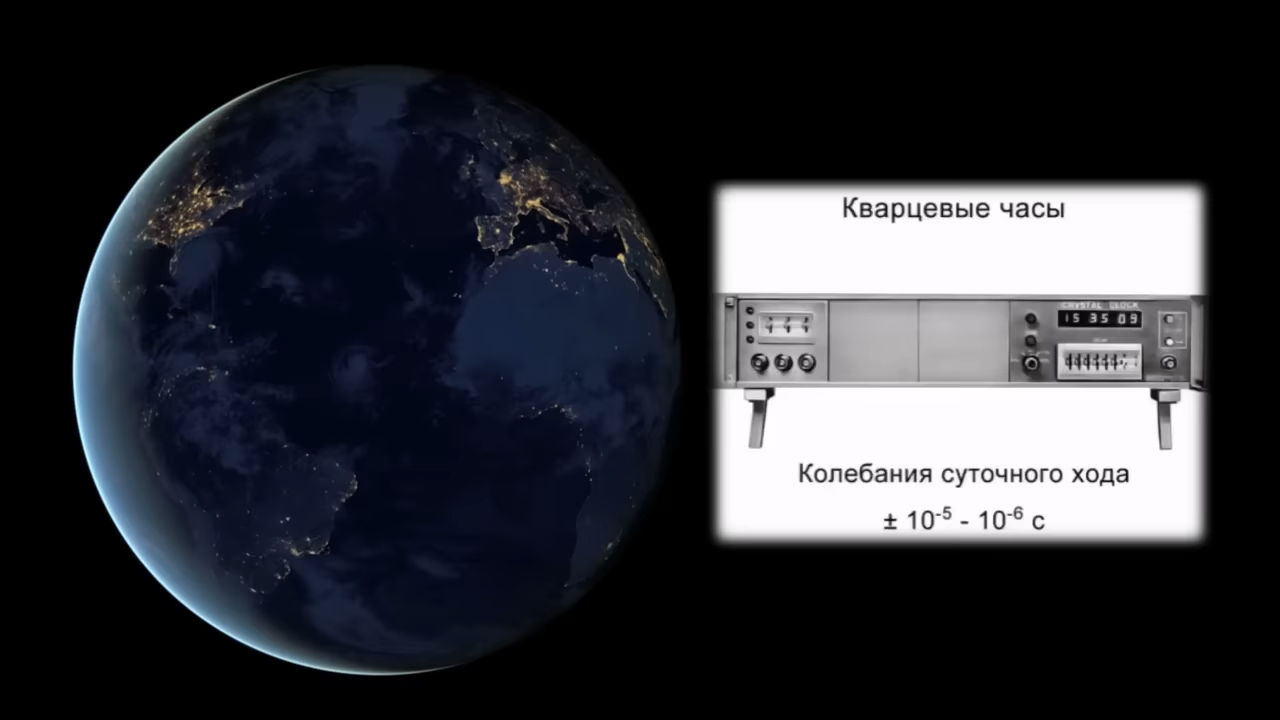 Кварцевые часы
CRYSTAL CLOCK
15 35 09
Колебания суточного хода
± 10⁻⁵ - 10⁻⁶ с